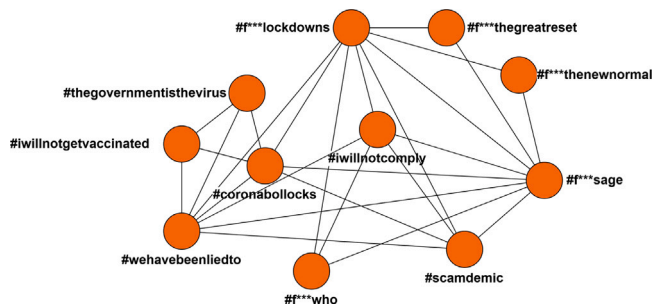 #f***lockdowns
#f***thegreatreset
#f***thenewnormal
#thegovernmentisthevirus
#iwillnotgetvaccinated
#iwillnotcomply
#f***sage
#coronabollocks
#wehavebeenliedto
#scamdemic
#f***who